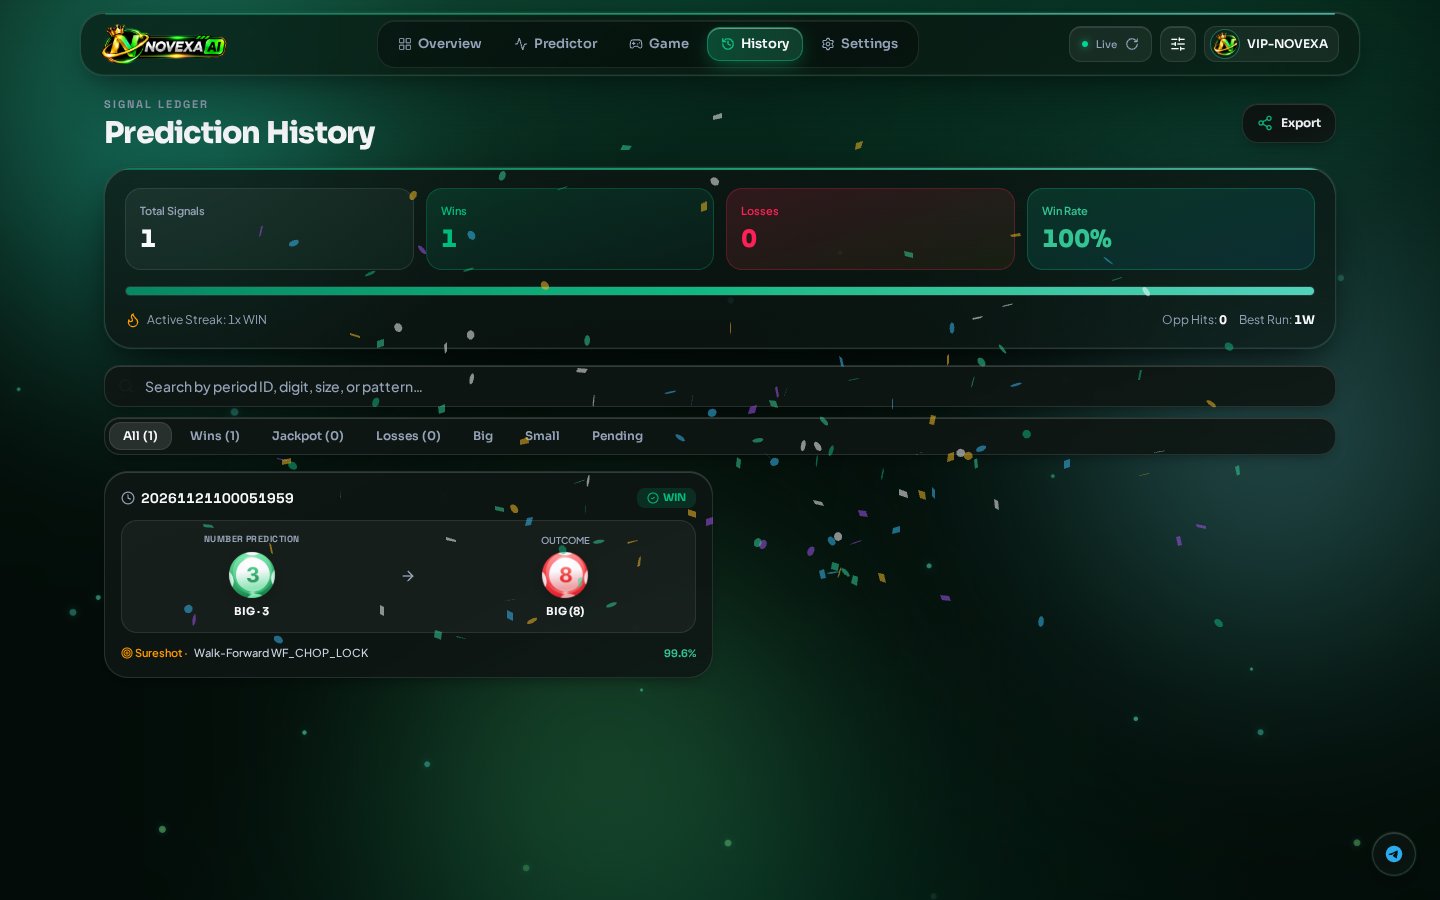 NOVEXA AI
Overview
Predictor
Game
History
Settings
Live
VIP-NOVEXA
SIGNAL LEDGER
Prediction History
Export
Total Signals
1
Wins
1
Losses
0
Win Rate
100%
Active Streak: 1x WIN
Opp Hits: 0
Best Run: 1W
Search by period ID, digit, size, or pattern...
All (1)
Wins (1)
Jackpot (0)
Losses (0)
Big
Small
Pending
20261121100051959
WIN
NUMBER PREDICTION
3
BIG · 3
OUTCOME
8
BIG (8)
Sureshot · Walk-Forward WF_CHOP_LOCK
99.6%